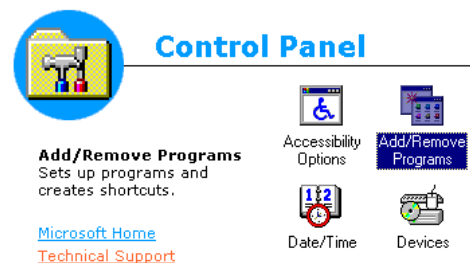 Control Panel
Add/Remove Programs
Sets up programs and
creates shortcuts.
Microsoft Home
Technical Support
Accessibility
Options
Add/Remove
Programs
12
Date/Time
Devices